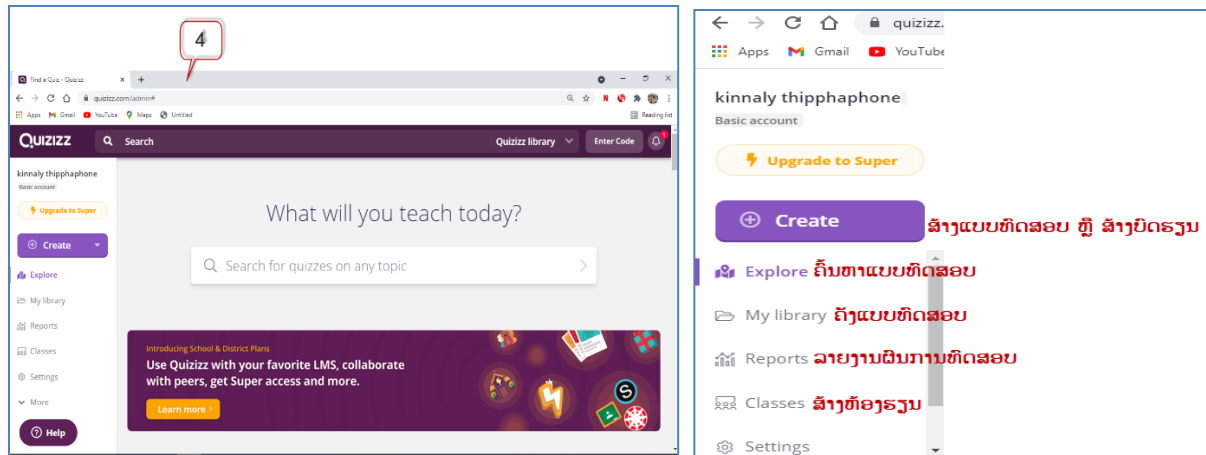 4
Find a Quiz - Quizizz
quizizz.com/admin#
Apps Gmail YouTube Maps Untitled Reading list
QUIZIZZ Search Quizizz library Enter Code 1
kinnaly thipphaphone
Basic account
Upgrade to Super
Create
Explore
My library
Reports
Classes
Settings
More
Help
What will you teach today?
Search for quizzes on any topic
Introducing School & District Plans
Use Quizizz with your favorite LMS, collaborate
with peers, get Super access and more.
Learn more
quizizz.
Apps Gmail YouTube
kinnaly thipphaphone
Basic account
Upgrade to Super
Create ສ້າງແບບທົດສອບ ຫຼື ສ້າງບົດຮຽນ
Explore ຄົ້ນຫາແບບທົດສອບ
My library ຄັງແບບທົດສອບ
Reports ລາຍງານຜົນການທົດສອບ
Classes ສ້າງຫ້ອງຮຽນ
Settings